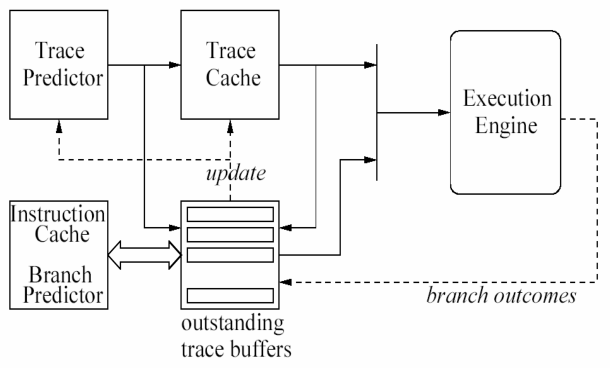 Trace
Predictor
Trace
Cache
Execution
Engine
update
Instruction
Cache
Branch
Predictor
branch outcomes
outstanding
trace buffers